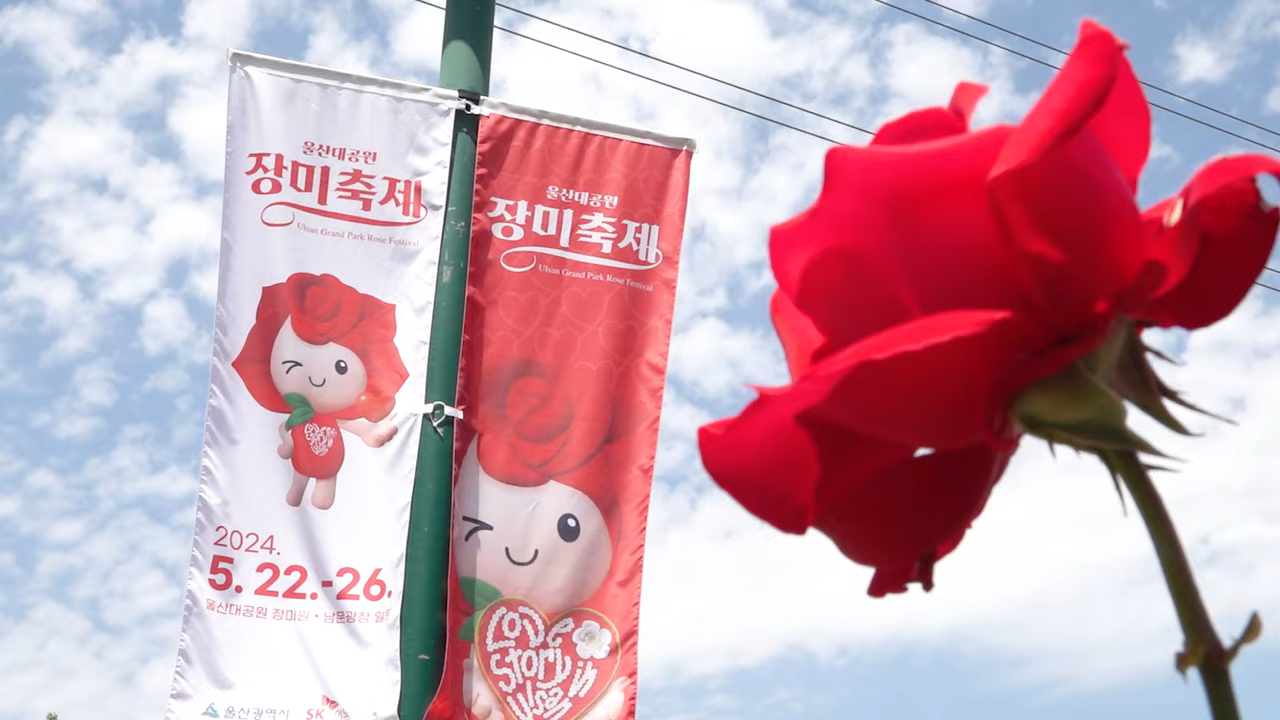 울산대공원
장미축제
Ulsan Grand Park Rose Festival
2024.
5. 22.-26.
울산대공원 장미원・남문광장 일원
울산광역시 SK
울산대공원
장미축제
Ulsan Grand Park Rose Festival
Love
Story in
Ulsan